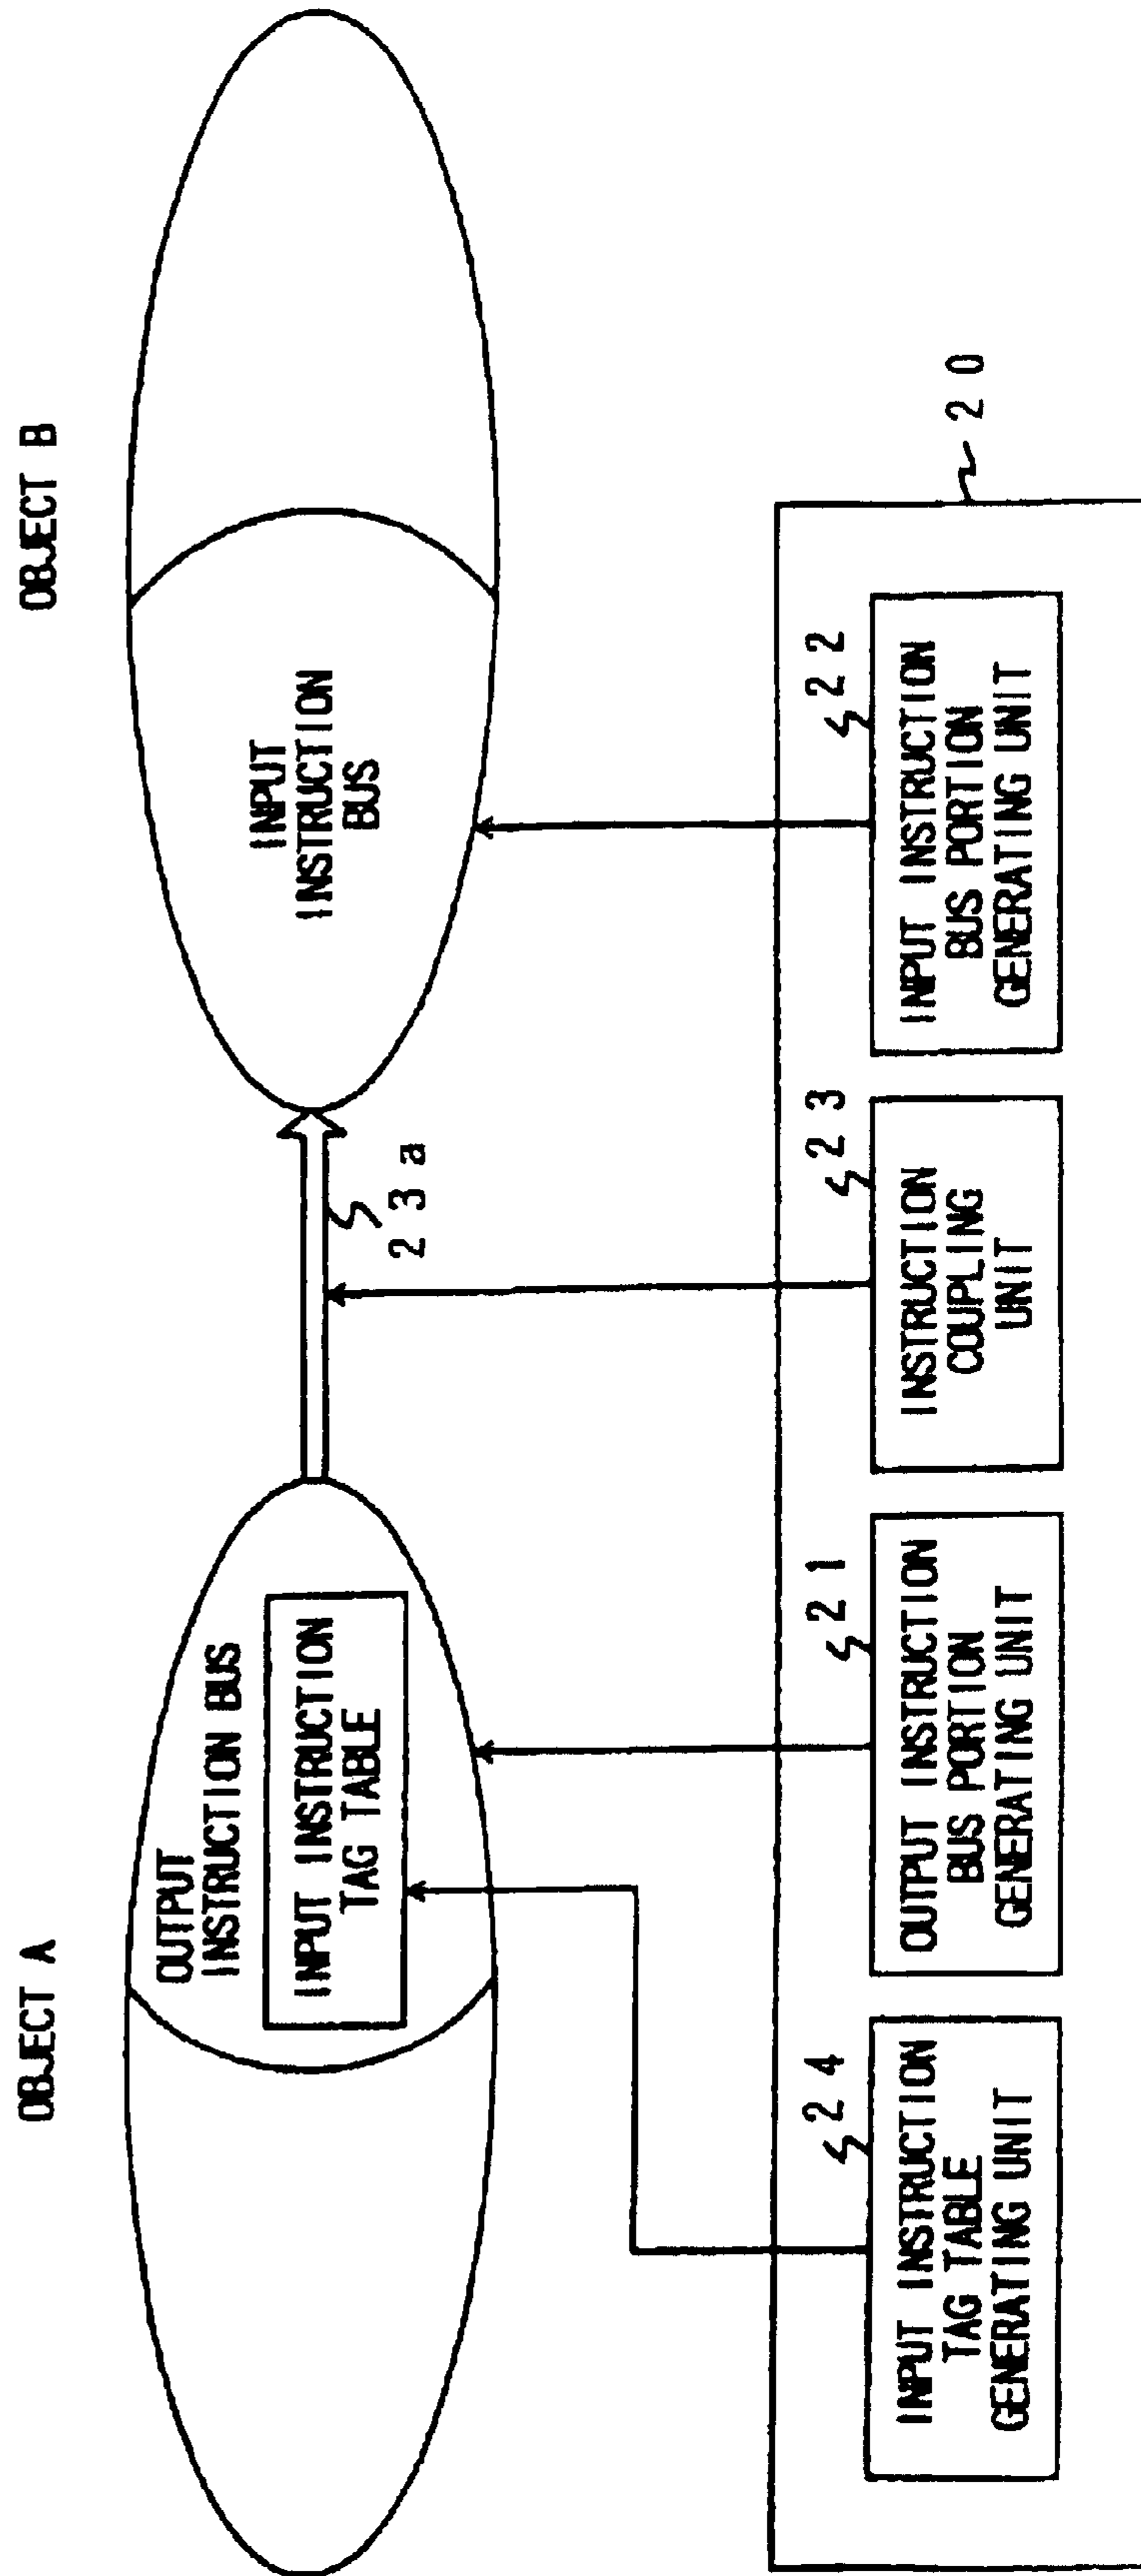 OBJECT A
OBJECT B
OUTPUT
INSTRUCTION BUS
INPUT INSTRUCTION
TAG TABLE
INPUT
INSTRUCTION
BUS
23a
20
24
21
23
22
INPUT INSTRUCTION
TAG TABLE
GENERATING UNIT
OUTPUT INSTRUCTION
BUS PORTION
GENERATING UNIT
INSTRUCTION
COUPLING
UNIT
INPUT INSTRUCTION
BUS PORTION
GENERATING UNIT